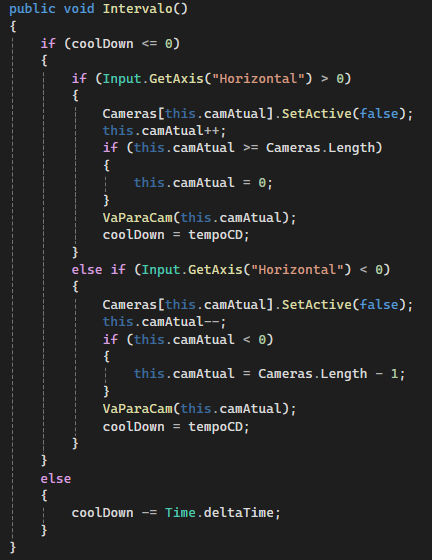 public void Intervalo()
{
    if (coolDown <= 0)
    {
        if (Input.GetAxis("Horizontal") > 0)
        {
            Cameras[this.camAtual].SetActive(false);
            this.camAtual++;
            if (this.camAtual >= Cameras.Length)
            {
                this.camAtual = 0;
            }
            VaParaCam(this.camAtual);
            coolDown = tempoCD;
        }
        else if (Input.GetAxis("Horizontal") < 0)
        {
            Cameras[this.camAtual].SetActive(false);
            this.camAtual--;
            if (this.camAtual < 0)
            {
                this.camAtual = Cameras.Length - 1;
            }
            VaParaCam(this.camAtual);
            coolDown = tempoCD;
        }
    }
    else
    {
        coolDown -= Time.deltaTime;
    }
}